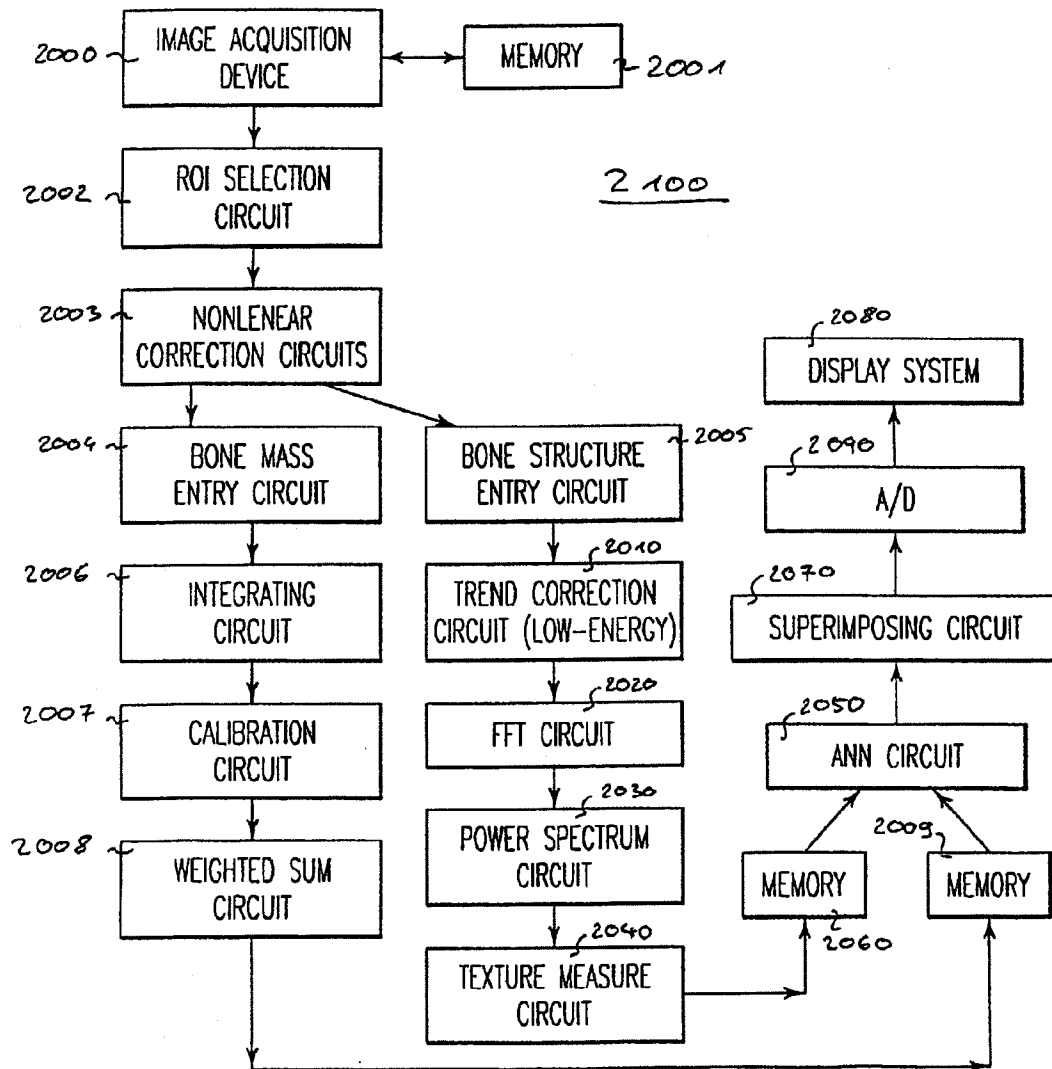 2000
IMAGE ACQUISITION
DEVICE
MEMORY
2001
2002
ROI SELECTION
CIRCUIT
2100
2003
NONLENEAR
CORRECTION CIRCUITS
2080
DISPLAY SYSTEM
2004
BONE MASS
ENTRY CIRCUIT
2005
BONE STRUCTURE
ENTRY CIRCUIT
2090
A/D
2006
INTEGRATING
CIRCUIT
2010
TREND CORRECTION
CIRCUIT (LOW-ENERGY)
2070
SUPERIMPOSING CIRCUIT
2007
CALIBRATION
CIRCUIT
2020
FFT CIRCUIT
2050
ANN CIRCUIT
2008
WEIGHTED SUM
CIRCUIT
2030
POWER SPECTRUM
CIRCUIT
MEMORY
2060
2009
MEMORY
2040
TEXTURE MEASURE
CIRCUIT